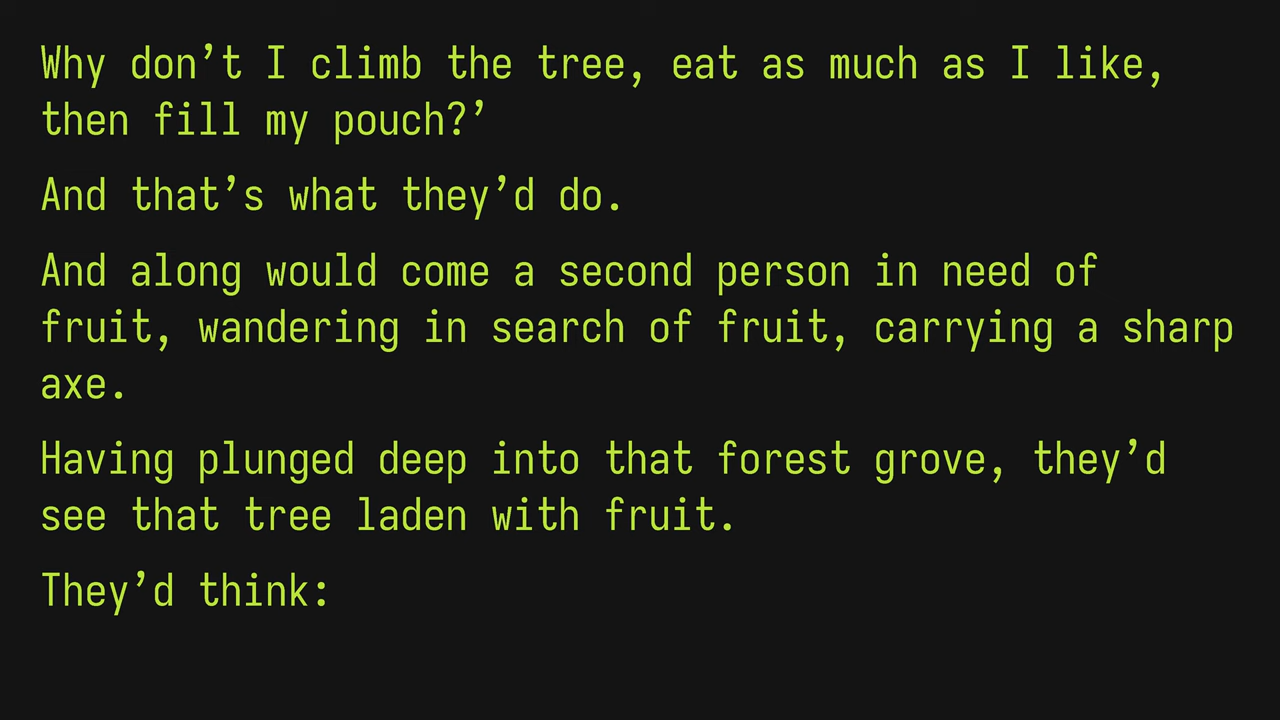 Why don’t I climb the tree, eat as much as I like,
then fill my pouch?’
And that’s what they’d do.
And along would come a second person in need of
fruit, wandering in search of fruit, carrying a sharp
axe.
Having plunged deep into that forest grove, they’d
see that tree laden with fruit.
They’d think: